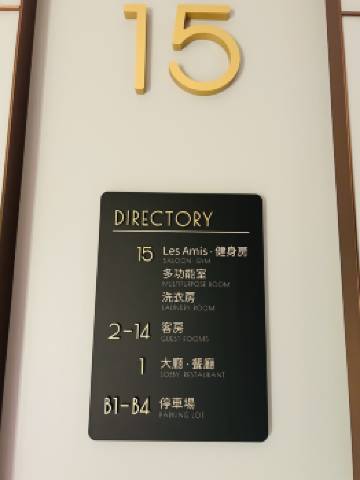 15
DIRECTORY
15 Les Amis · 健身房
SALOON GYM
多功能室
MULTIPURPOSE ROOM
洗衣房
LAUNDRY ROOM
2-14 客房
GUEST ROOMS
1 大廳 · 餐廳
LOBBY RESTAURANT
B1-B4 停車場
PARKING LOT